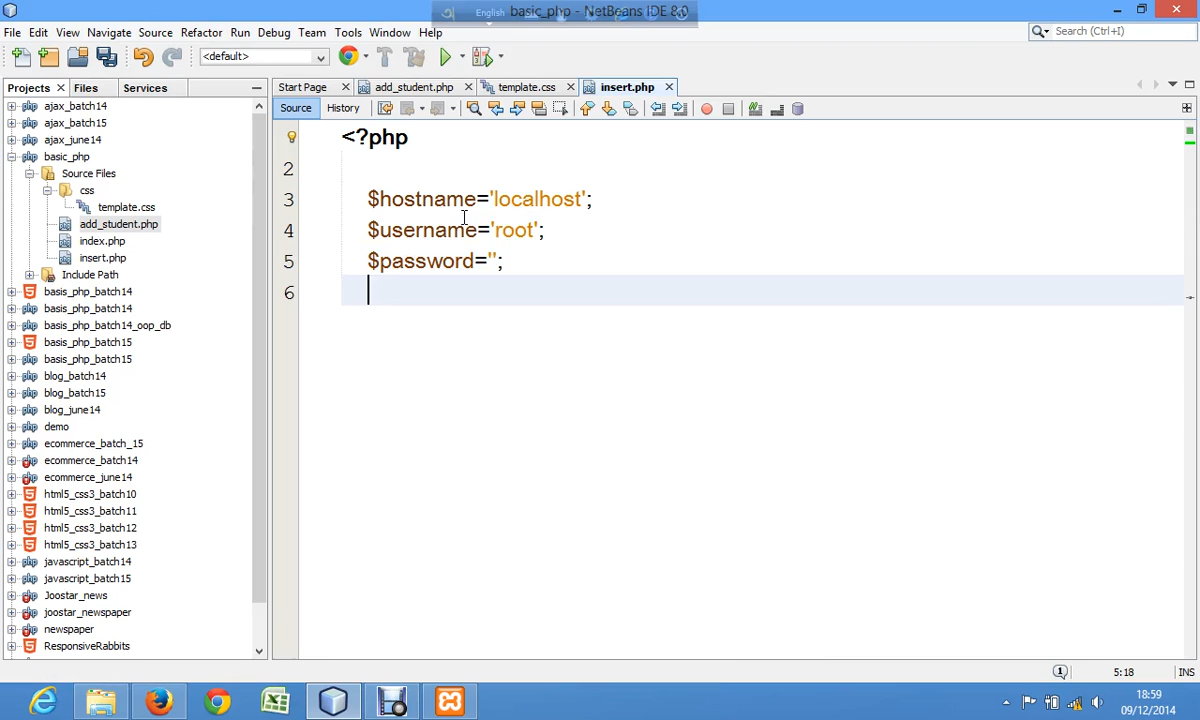 English
basic_php - NetBeans IDE 8.0
File Edit View Navigate Source Refactor Run Debug Team Tools Window Help
Search (Ctrl+I)
<default>
Projects Files Services
Start Page add_student.php template.css insert.php
Source History
ajax_batch14
ajax_batch15
ajax_june14
basic_php
Source Files
css
template.css
add_student.php
index.php
insert.php
Include Path
basis_php_batch14
basis_php_batch14
basis_php_batch14_oop_db
basis_php_batch15
basis_php_batch15
blog_batch14
blog_batch15
blog_june14
demo
ecommerce_batch_15
ecommerce_batch14
ecommerce_june14
html5_css3_batch10
html5_css3_batch11
html5_css3_batch12
html5_css3_batch13
javascript_batch14
javascript_batch15
Joostar_news
joostar_newspaper
newspaper
ResponsiveRabbits
<?php
2
3 $hostname='localhost';
4 $username='root';
5 $password='';
6
5:18 INS
18:59
09/12/2014